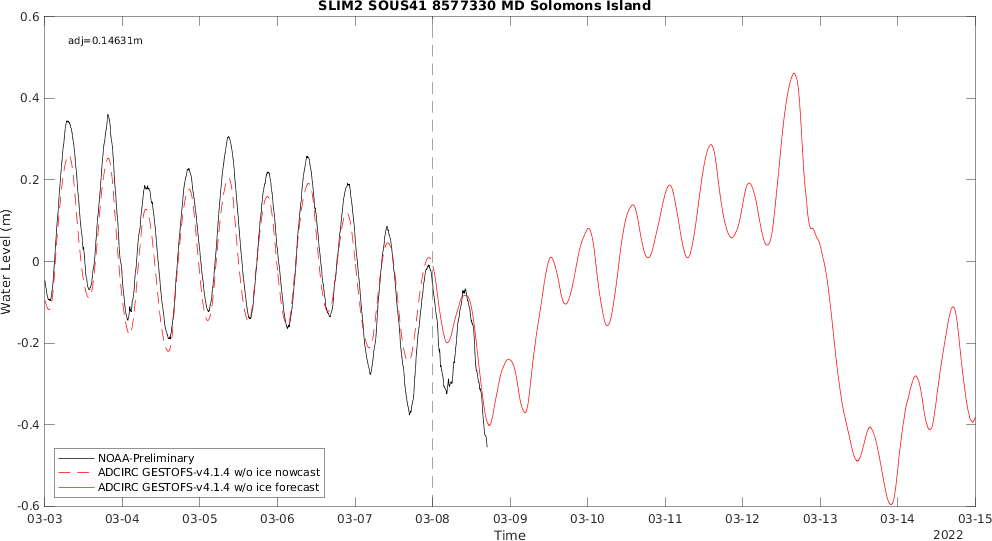 SLIM2 SOUS41 8577330 MD Solomons Island
adj=0.14631m
0.6
0.4
0.2
0
-0.2
-0.4
-0.6
Water Level (m)
NOAA-Preliminary
ADCIRC GESTOFS-v4.1.4 w/o ice nowcast
ADCIRC GESTOFS-v4.1.4 w/o ice forecast
03-03 03-04 03-05 03-06 03-07 03-08 03-09 03-10 03-11 03-12 03-13 03-14 03-15
Time
2022